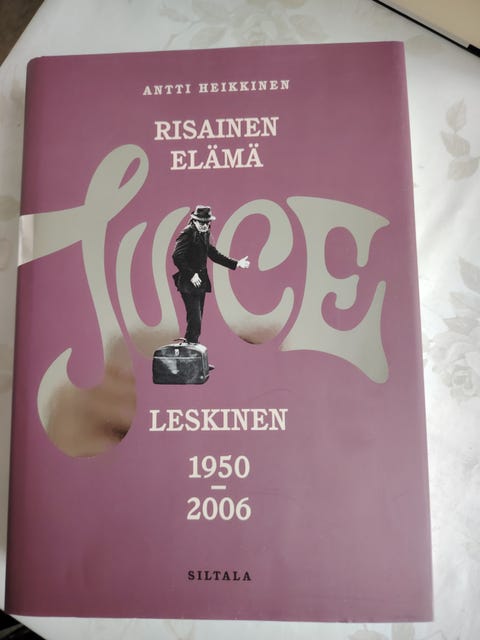 ANTTI HEIKKINEN
RISAINEN
ELÄMÄ
JUICE
LESKINEN
1950
–
2006
SILTALA